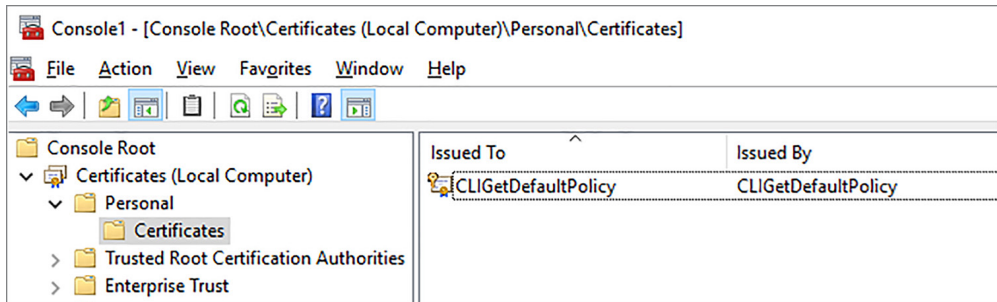 Console1 - [Console Root\Certificates (Local Computer)\Personal\Certificates]
File Action View Favorites Window Help
Console Root
Certificates (Local Computer)
Personal
Certificates
Trusted Root Certification Authorities
Enterprise Trust
Issued To Issued By
CLIGetDefaultPolicy CLIGetDefaultPolicy